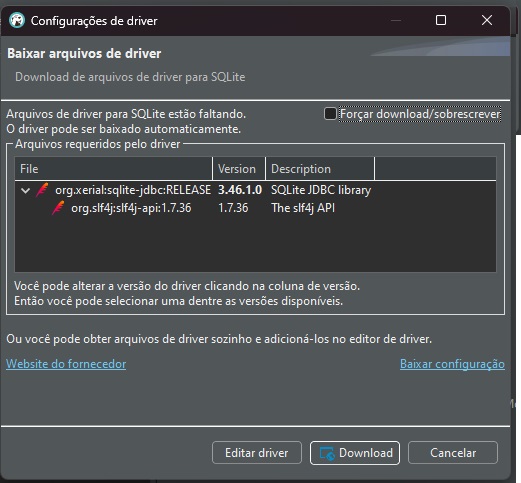 Configurações de driver
Baixar arquivos de driver
Download de arquivos de driver para SQLite
Arquivos de driver para SQLite estão faltando.
Forçar download/sobrescrever
O driver pode ser baixado automaticamente.
Arquivos requeridos pelo driver
File Version Description
org.xerial:sqlite-jdbc:RELEASE 3.46.1.0 SQLite JDBC library
org.slf4j:slf4j-api:1.7.36 1.7.36 The slf4j API
Você pode alterar a versão do driver clicando na coluna de versão.
Então você pode selecionar uma dentre as versões disponíveis.
Ou você pode obter arquivos de driver sozinho e adicioná-los no editor de driver.
Website do fornecedor Baixar configuração
Editar driver Download Cancelar